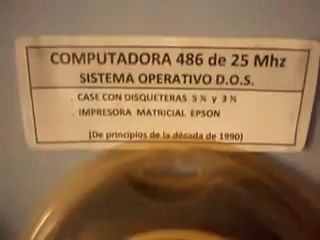 COMPUTADORA 486 de 25 Mhz
SISTEMA OPERATIVO D.O.S.
. CASE CON DISQUETERAS 5 ¼ y 3 ½
. IMPRESORA MATRICIAL EPSON
(De principios de la década de 1990)